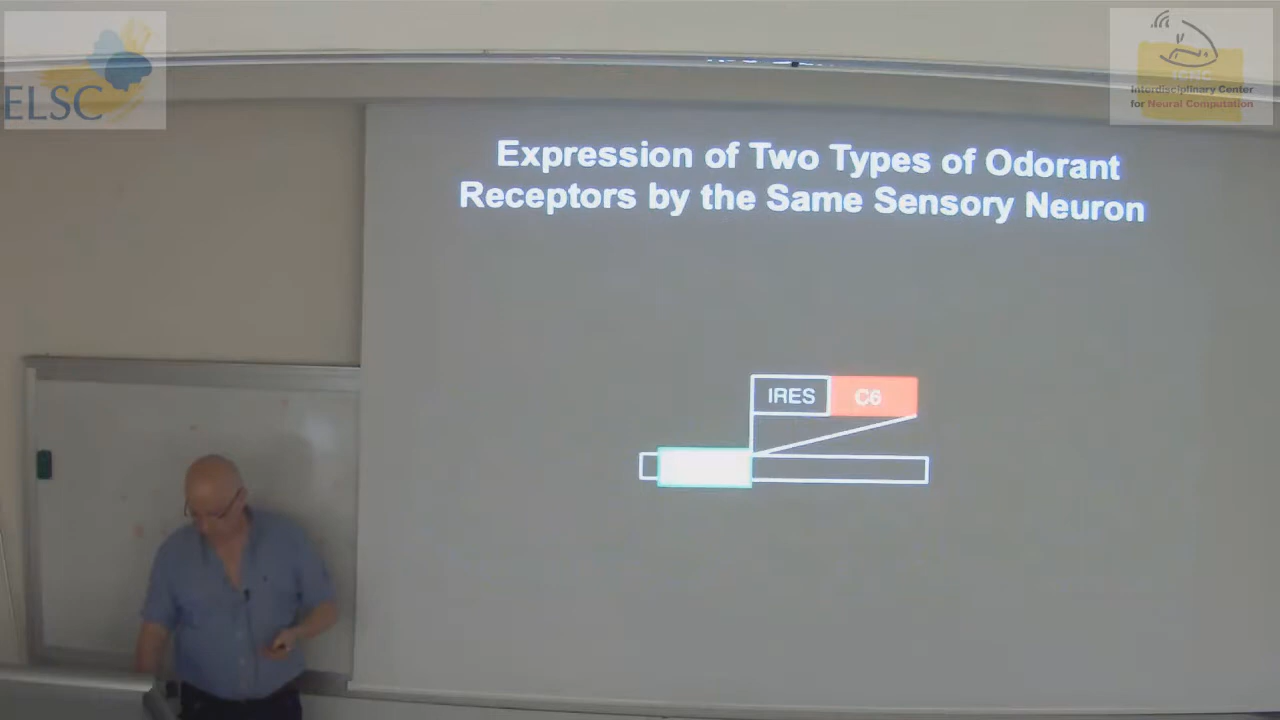 ELSC
Interdisciplinary Center
for Neural Computation
Expression of Two Types of Odorant
Receptors by the Same Sensory Neuron
IRES
C6